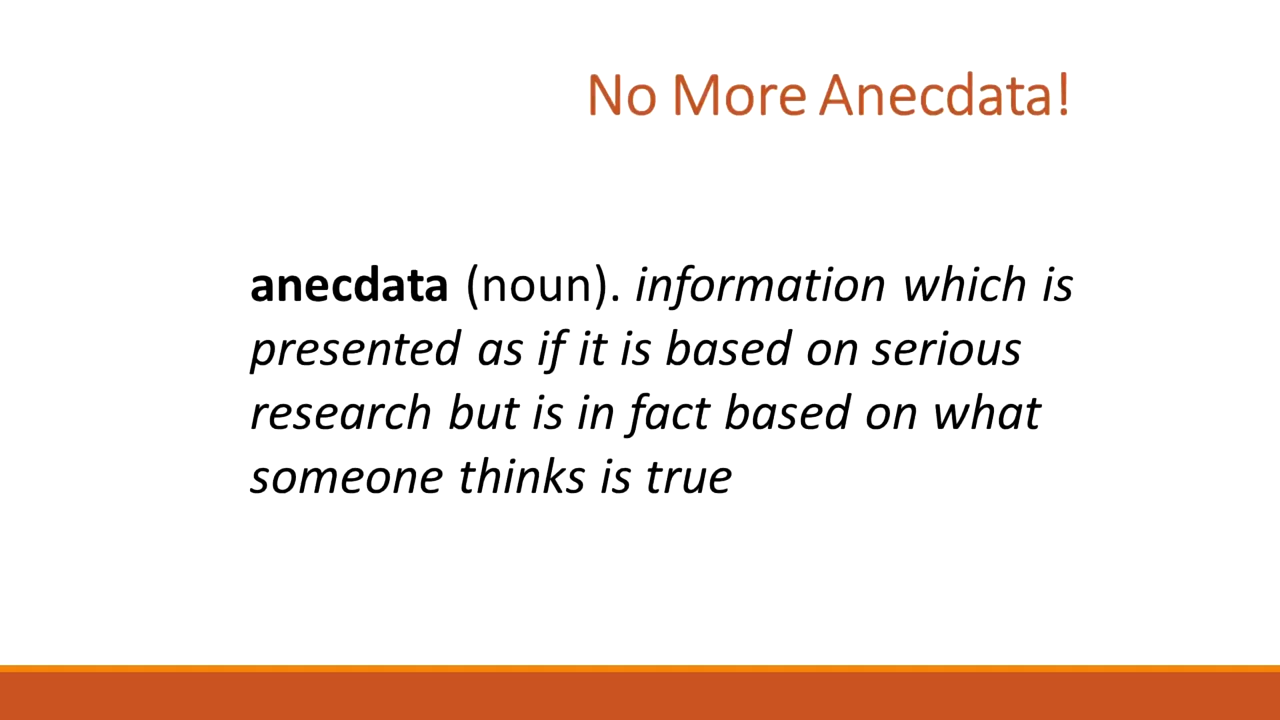 No More Anecdata!
anecdata (noun). information which is
presented as if it is based on serious
research but is in fact based on what
someone thinks is true